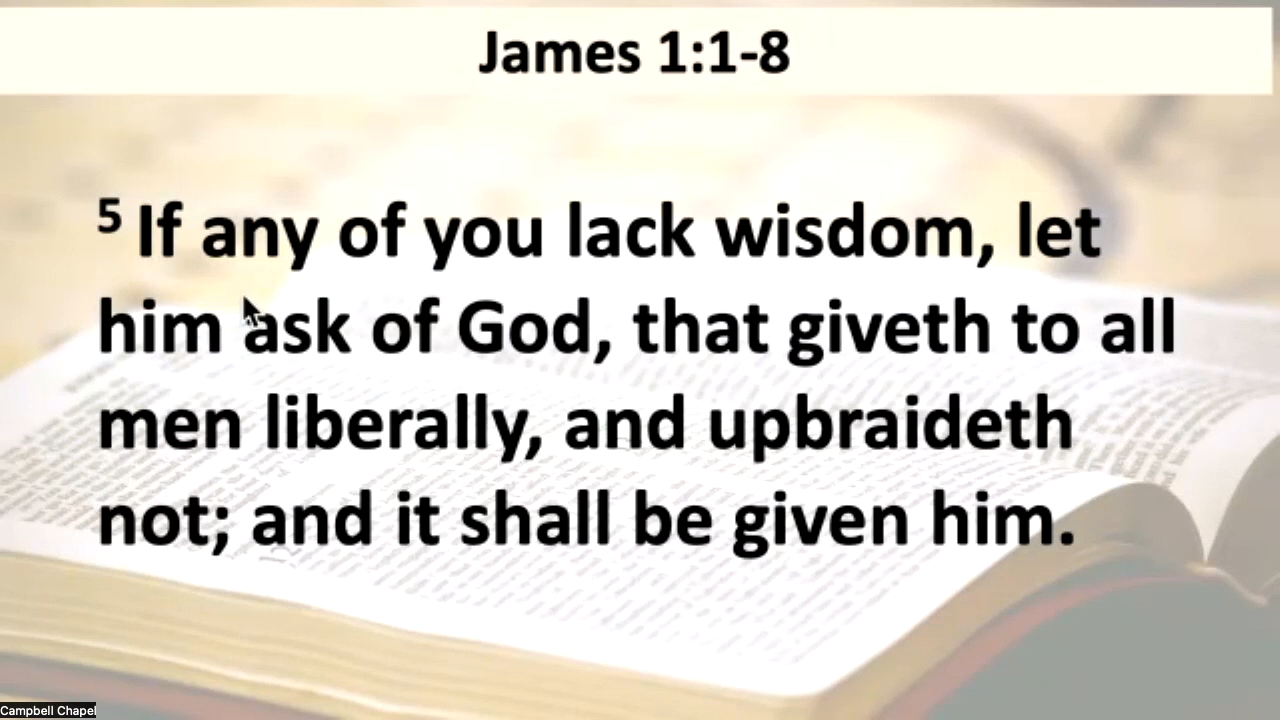 James 1:1-8
5 If any of you lack wisdom, let
him ask of God, that giveth to all
men liberally, and upbraideth
not; and it shall be given him.
Campbell Chapel